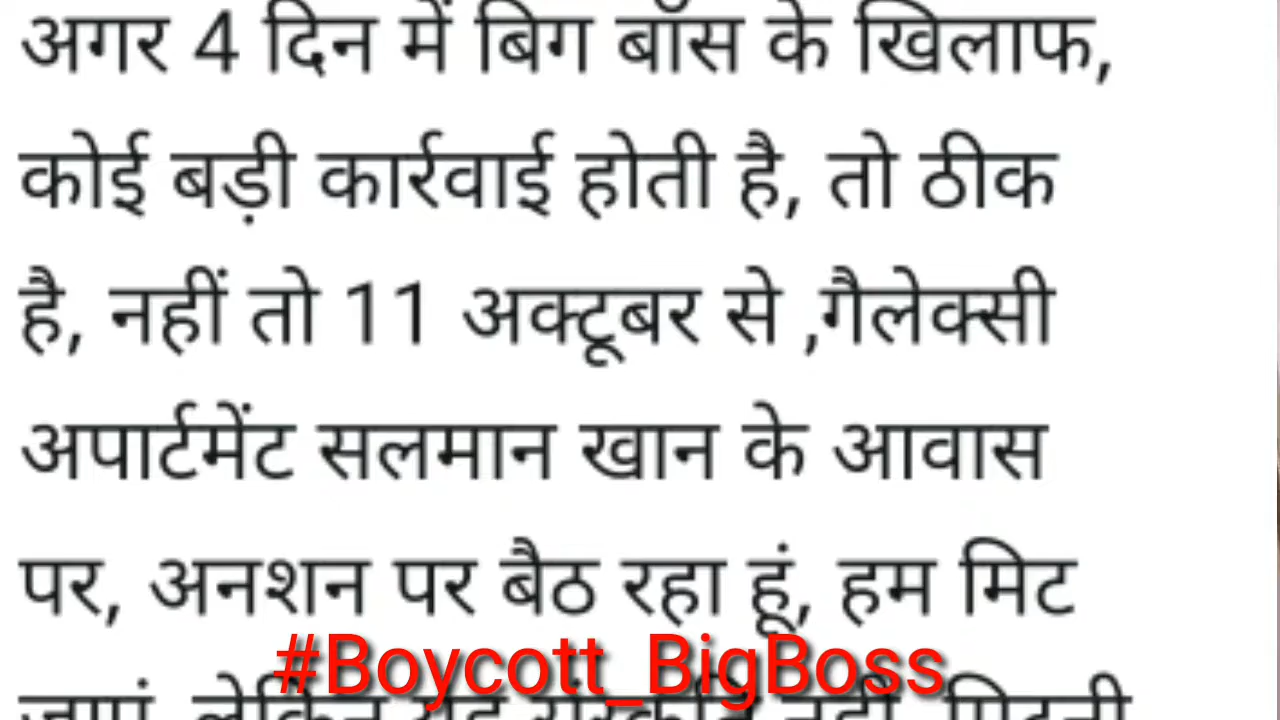 अगर 4 दिन में बिग बॉस के खिलाफ,
कोई बड़ी कार्रवाई होती है, तो ठीक
है, नहीं तो 11 अक्टूबर से ,गैलेक्सी
अपार्टमेंट सलमान खान के आवास
पर, अनशन पर बैठ रहा हूं, हम मिट
#Boycott_BigBoss